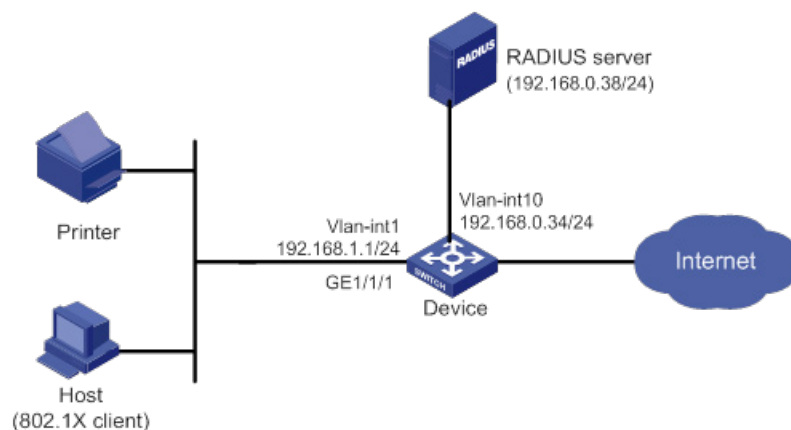 RADIUS
RADIUS server
(192.168.0.38/24)
Printer
Vlan-int10
192.168.0.34/24
Vlan-int1
192.168.1.1/24
GE1/1/1
SWITCH
Device
Internet
Host
(802.1X client)